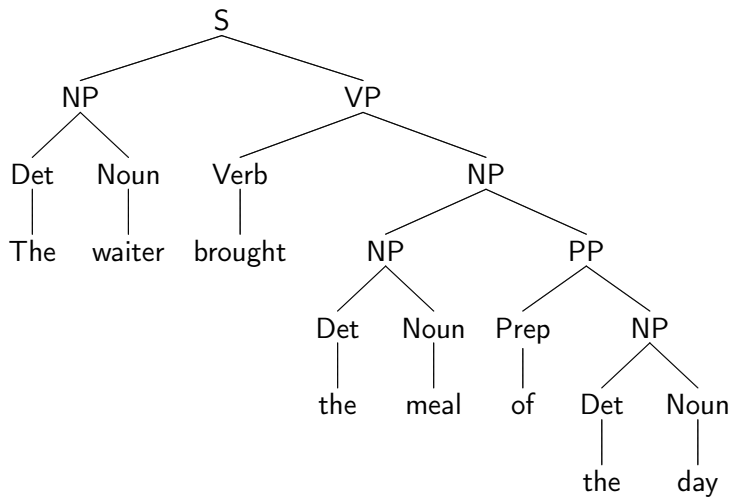 S
NP VP
Det Noun Verb NP
The waiter brought NP PP
Det Noun Prep NP
the meal of Det Noun
the day